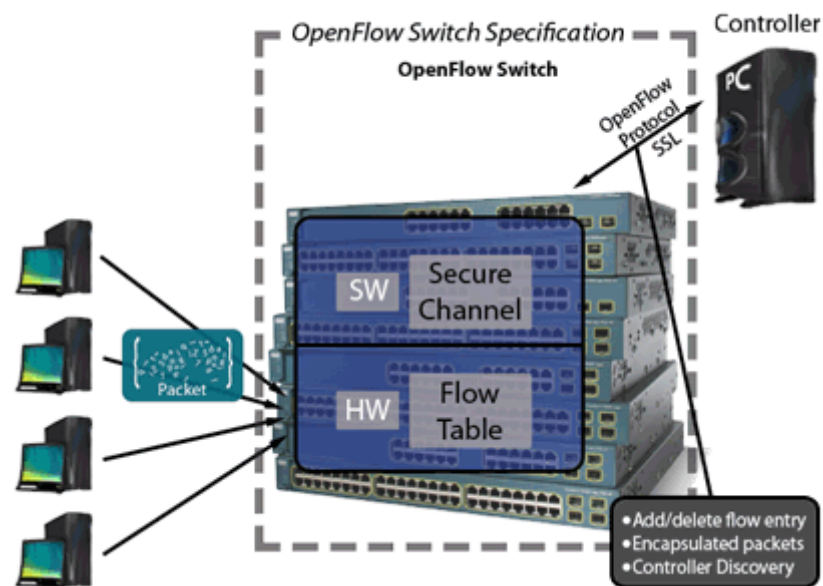 Controller
OpenFlow Switch Specification
OpenFlow Switch
PC
OpenFlow
Protocol
SSL
SW
Secure
Channel
Packet
HW
Flow
Table
•Add/delete flow entry
•Encapsulated packets
•Controller Discovery